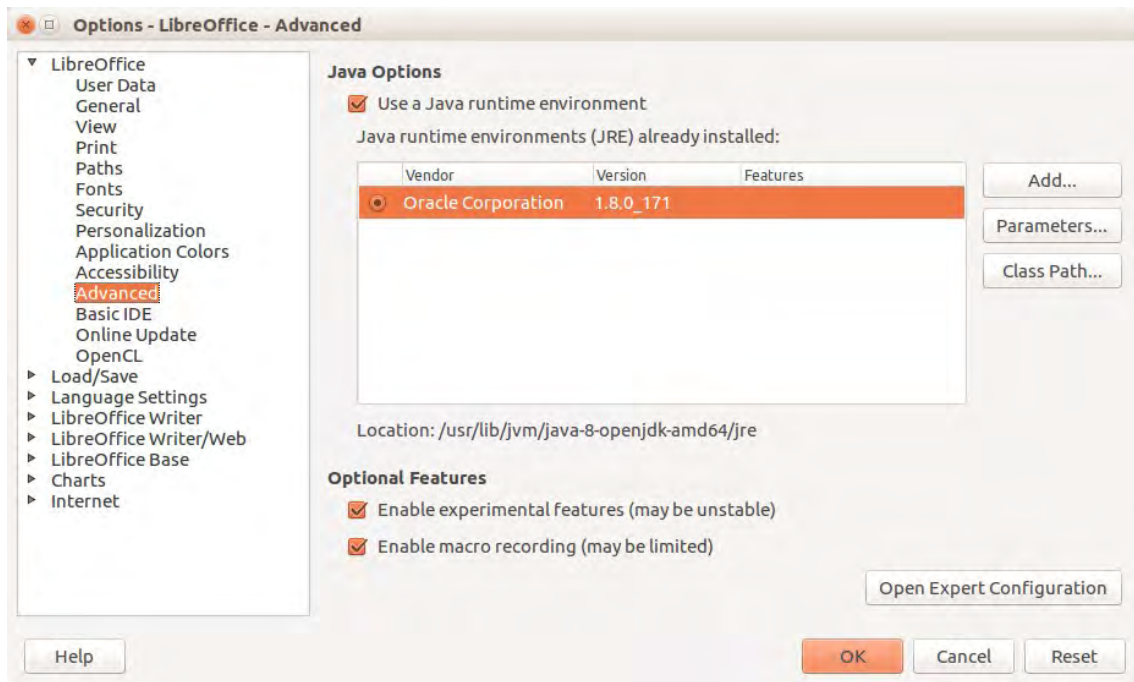 Options - LibreOffice - Advanced
LibreOffice
User Data
General
View
Print
Paths
Fonts
Security
Personalization
Application Colors
Accessibility
Advanced
Basic IDE
Online Update
OpenCL
Load/Save
Language Settings
LibreOffice Writer
LibreOffice Writer/Web
LibreOffice Base
Charts
Internet
Java Options
Use a Java runtime environment
Java runtime environments (JRE) already installed:
Vendor Version Features
Oracle Corporation 1.8.0_171
Add...
Parameters...
Class Path...
Location: /usr/lib/jvm/java-8-openjdk-amd64/jre
Optional Features
Enable experimental features (may be unstable)
Enable macro recording (may be limited)
Open Expert Configuration
Help OK Cancel Reset